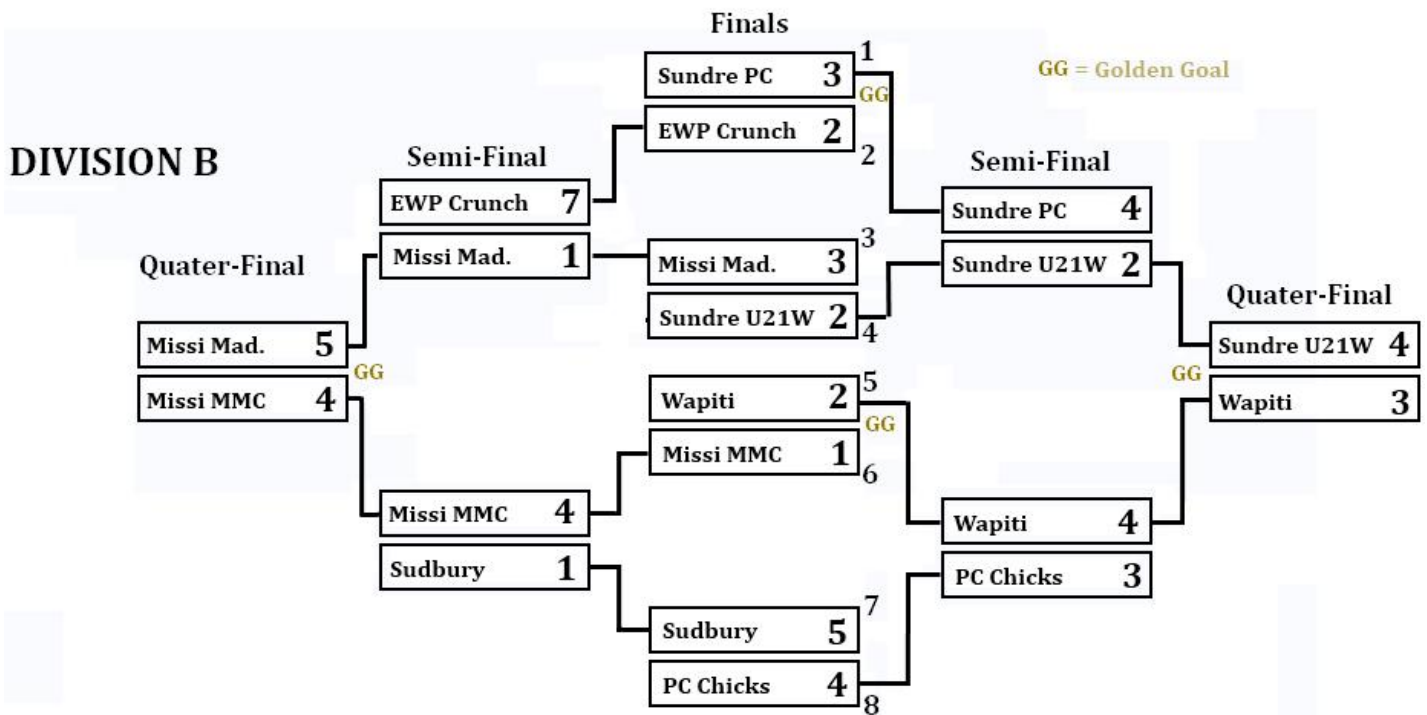 DIVISION B
GG = Golden Goal
Quater-Final
Missi Mad. 5
GG
Missi MMC 4
Semi-Final
EWP Crunch 7
Missi Mad. 1
Missi MMC 4
Sudbury 1
Finals
Sundre PC 3 1
GG
EWP Crunch 2 2
Missi Mad. 3 3
Sundre U21W 2 4
Wapiti 2 5
GG
Missi MMC 1 6
Sudbury 5 7
PC Chicks 4 8
Semi-Final
Sundre PC 4
Sundre U21W 2
Wapiti 4
PC Chicks 3
Quater-Final
Sundre U21W 4
GG
Wapiti 3